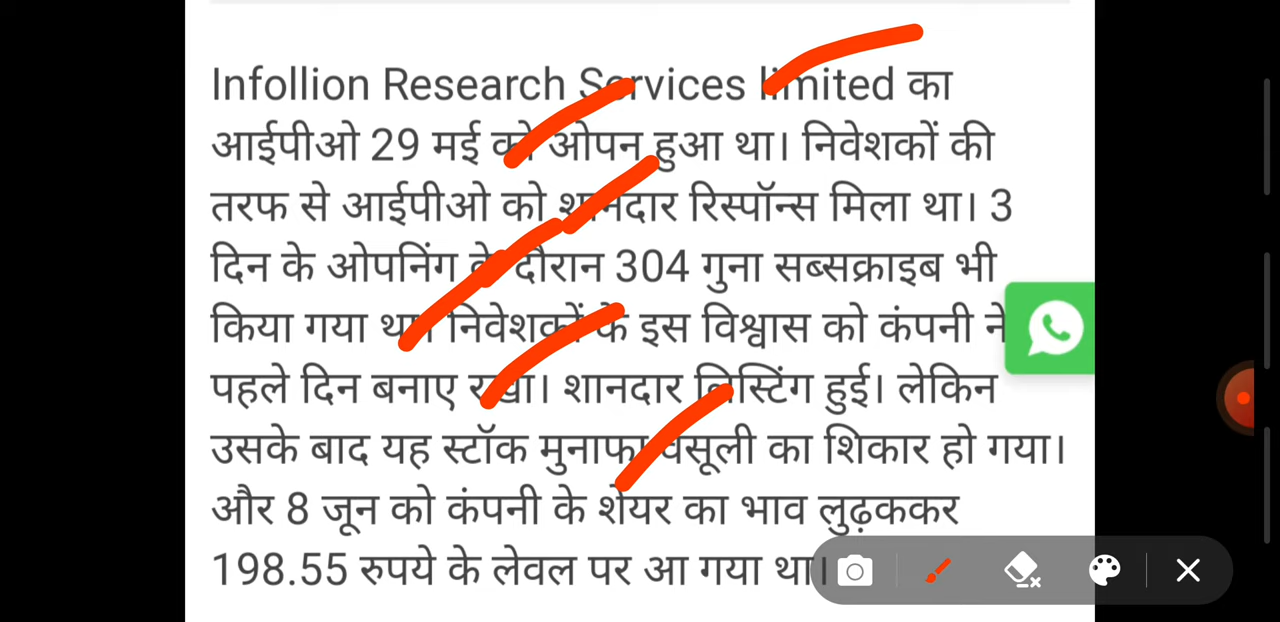 Infollion Research Services limited का
आईपीओ 29 मई को ओपन हुआ था। निवेशकों की
तरफ से आईपीओ को शानदार रिस्पॉन्स मिला था। 3
दिन के ओपनिंग के दौरान 304 गुना सब्सक्राइब भी
किया गया था। निवेशकों के इस विश्वास को कंपनी ने
पहले दिन बनाए रखा। शानदार लिस्टिंग हुई। लेकिन
उसके बाद यह स्टॉक मुनाफा वसूली का शिकार हो गया।
और 8 जून को कंपनी के शेयर का भाव लुढ़ककर
198.55 रुपये के लेवल पर आ गया था।